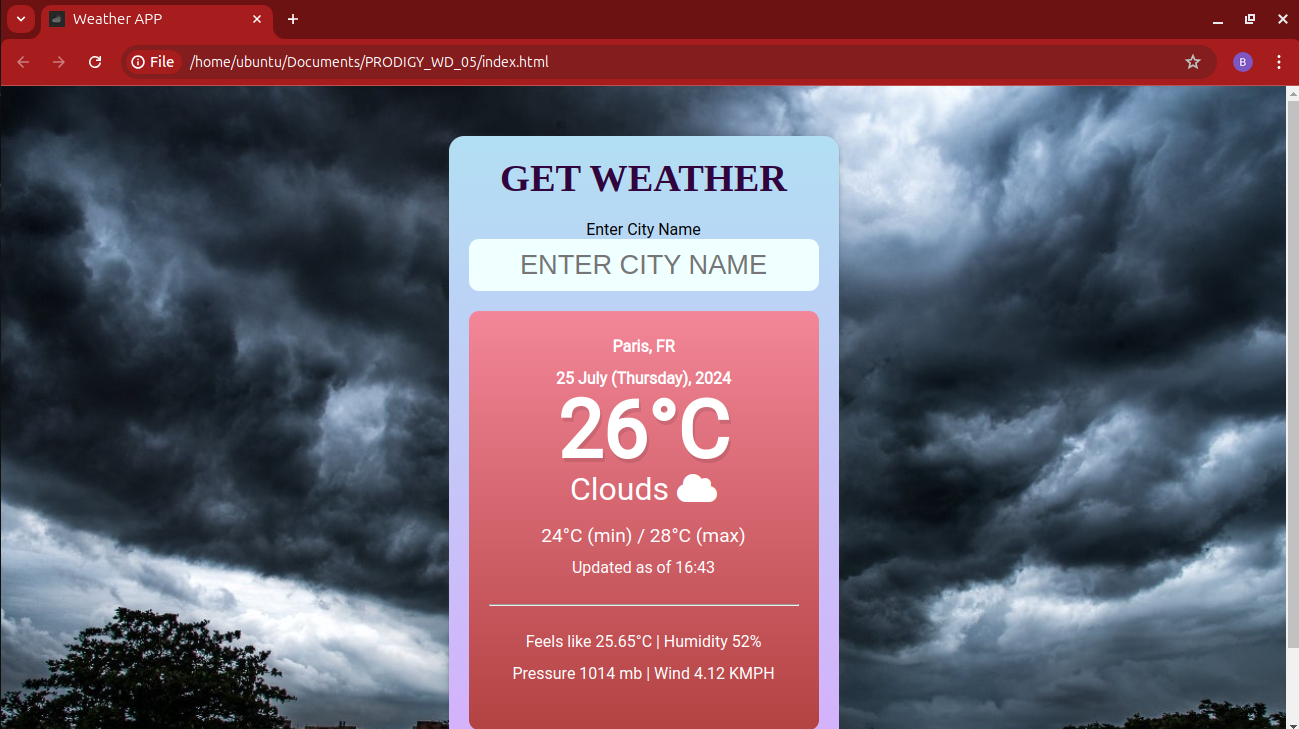 Weather APP
File /home/ubuntu/Documents/PRODIGY_WD_05/index.html
B
GET WEATHER
Enter City Name
ENTER CITY NAME
Paris, FR
25 July (Thursday), 2024
26°C
Clouds
24°C (min) / 28°C (max)
Updated as of 16:43
Feels like 25.65°C | Humidity 52%
Pressure 1014 mb | Wind 4.12 KMPH